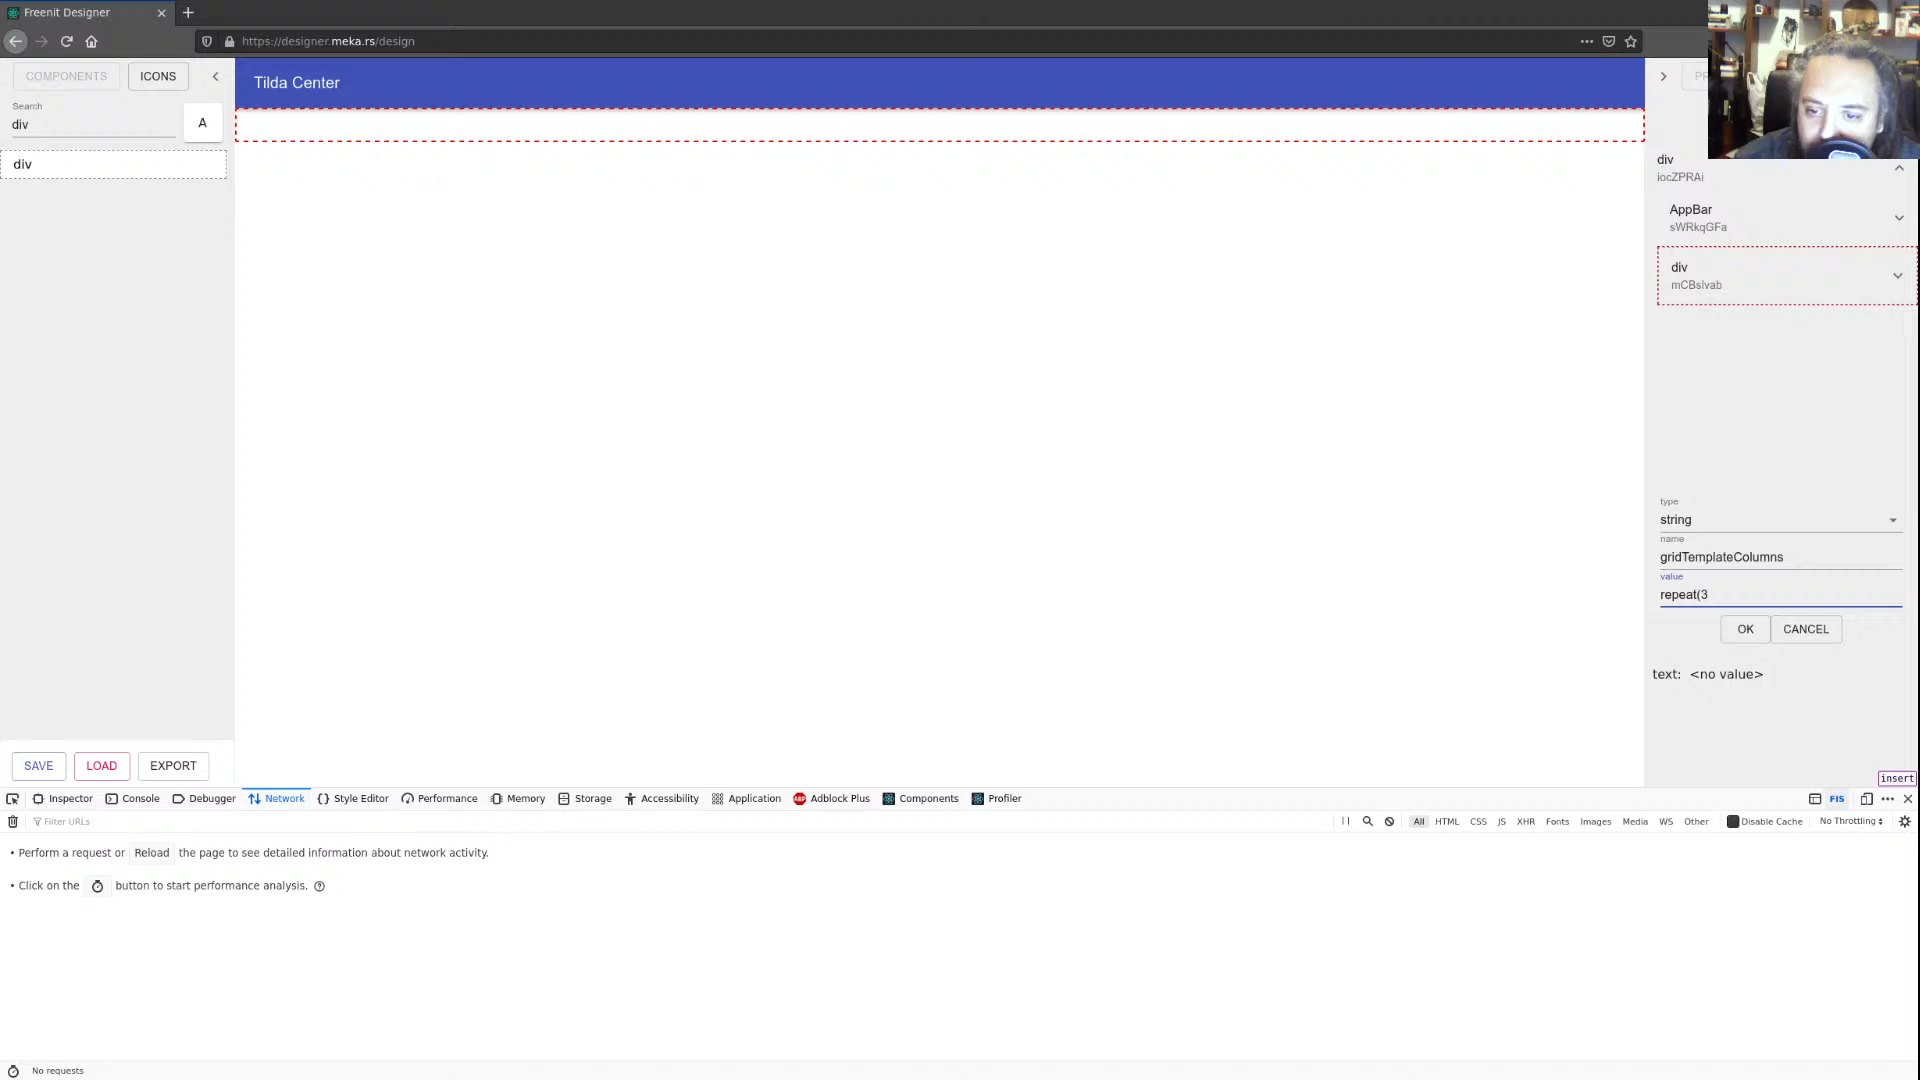 Freenit Designer
https://designer.meka.rs/design
COMPONENTS
ICONS
Search
div
A
div
SAVE
LOAD
EXPORT
Tilda Center
div
iocZPRAi
AppBar
sWRkqGFa
div
mCBslvab
type
string
name
gridTemplateColumns
value
repeat(3
OK
CANCEL
text: <no value>
insert
Inspector
Console
Debugger
Network
Style Editor
Performance
Memory
Storage
Accessibility
Application
Adblock Plus
Components
Profiler
FIS
Filter URLs
All
HTML
CSS
JS
XHR
Fonts
Images
Media
WS
Other
Disable Cache
No Throttling
• Perform a request or Reload the page to see detailed information about network activity.
• Click on the button to start performance analysis.
No requests